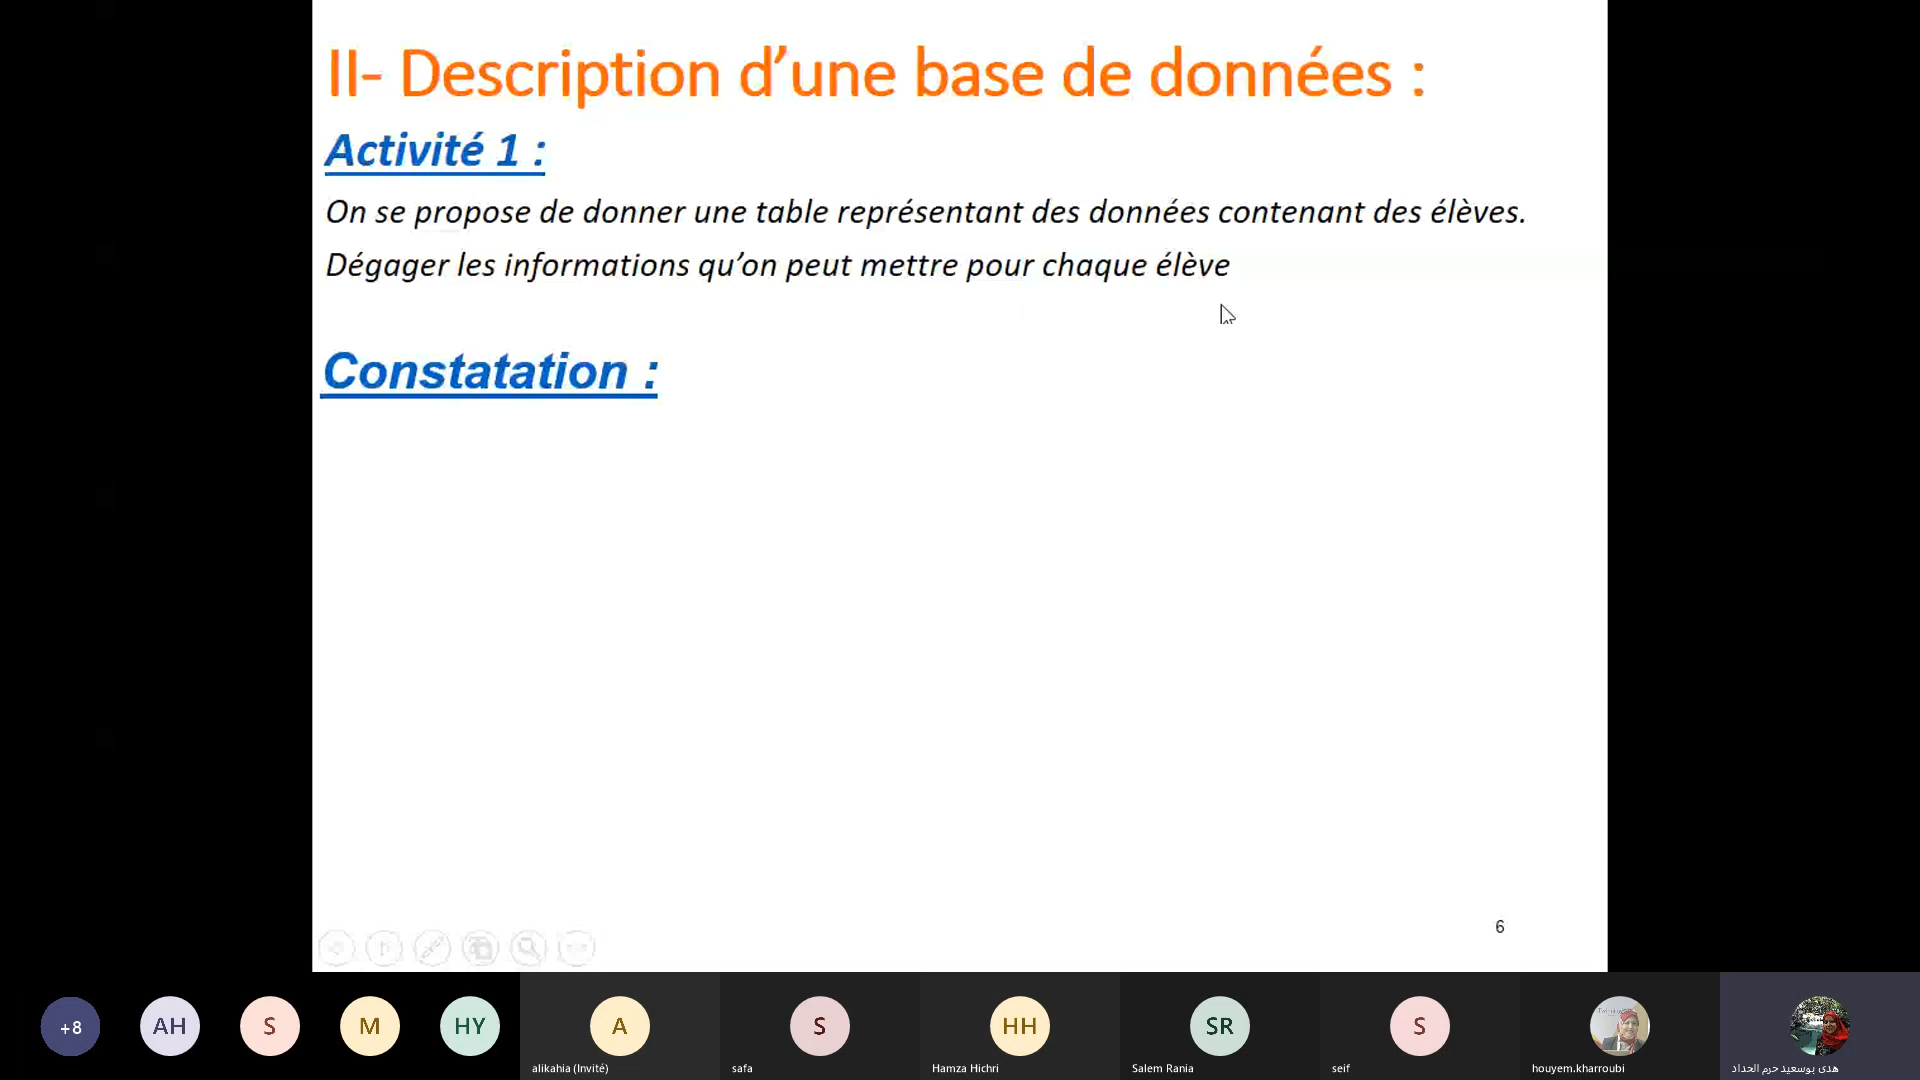 II- Description d’une base de données :
Activité 1 :
On se propose de donner une table représentant des données contenant des élèves.
Dégager les informations qu’on peut mettre pour chaque élève
Constatation :
6
+8
AH
S
M
HY
A
S
HH
SR
S
alikahia (Invité)
safa
Hamza Hichri
Salem Rania
seif
houyem.kharroubi
هدى بوسعيد حرم الحداد